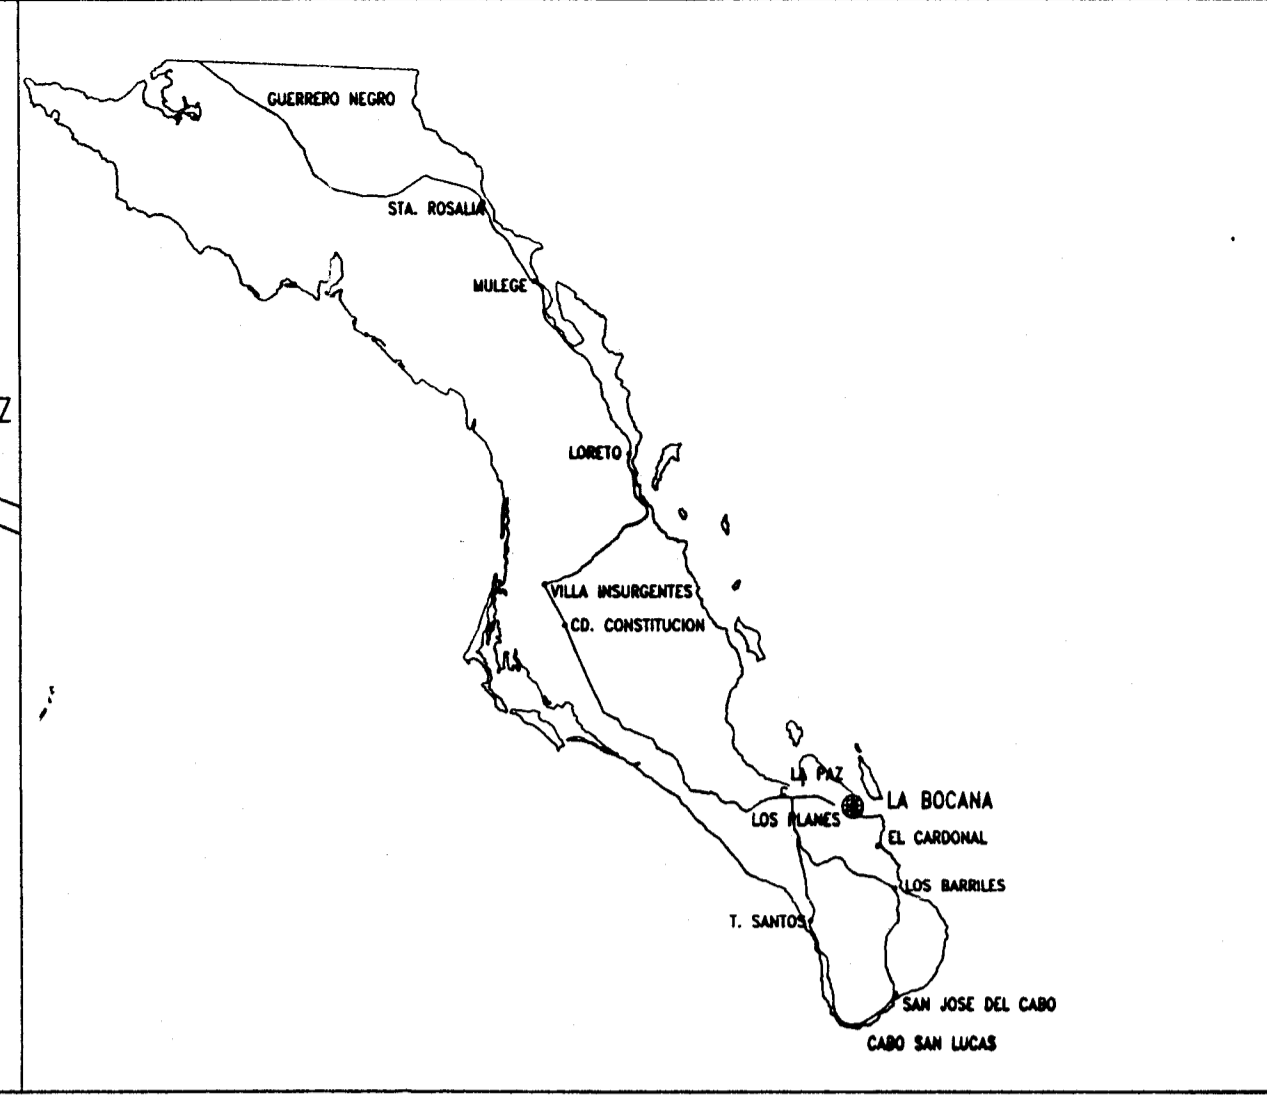 GUERRERO NEGRO
STA. ROSALIA
MULEGE
Z
LORETO
VILLA INSURGENTES
CD. CONSTITUCION
LA PAZ
LA BOCANA
LOS PLANES
EL CARDONAL
LOS BARRILES
T. SANTOS
SAN JOSE DEL CABO
CABO SAN LUCAS